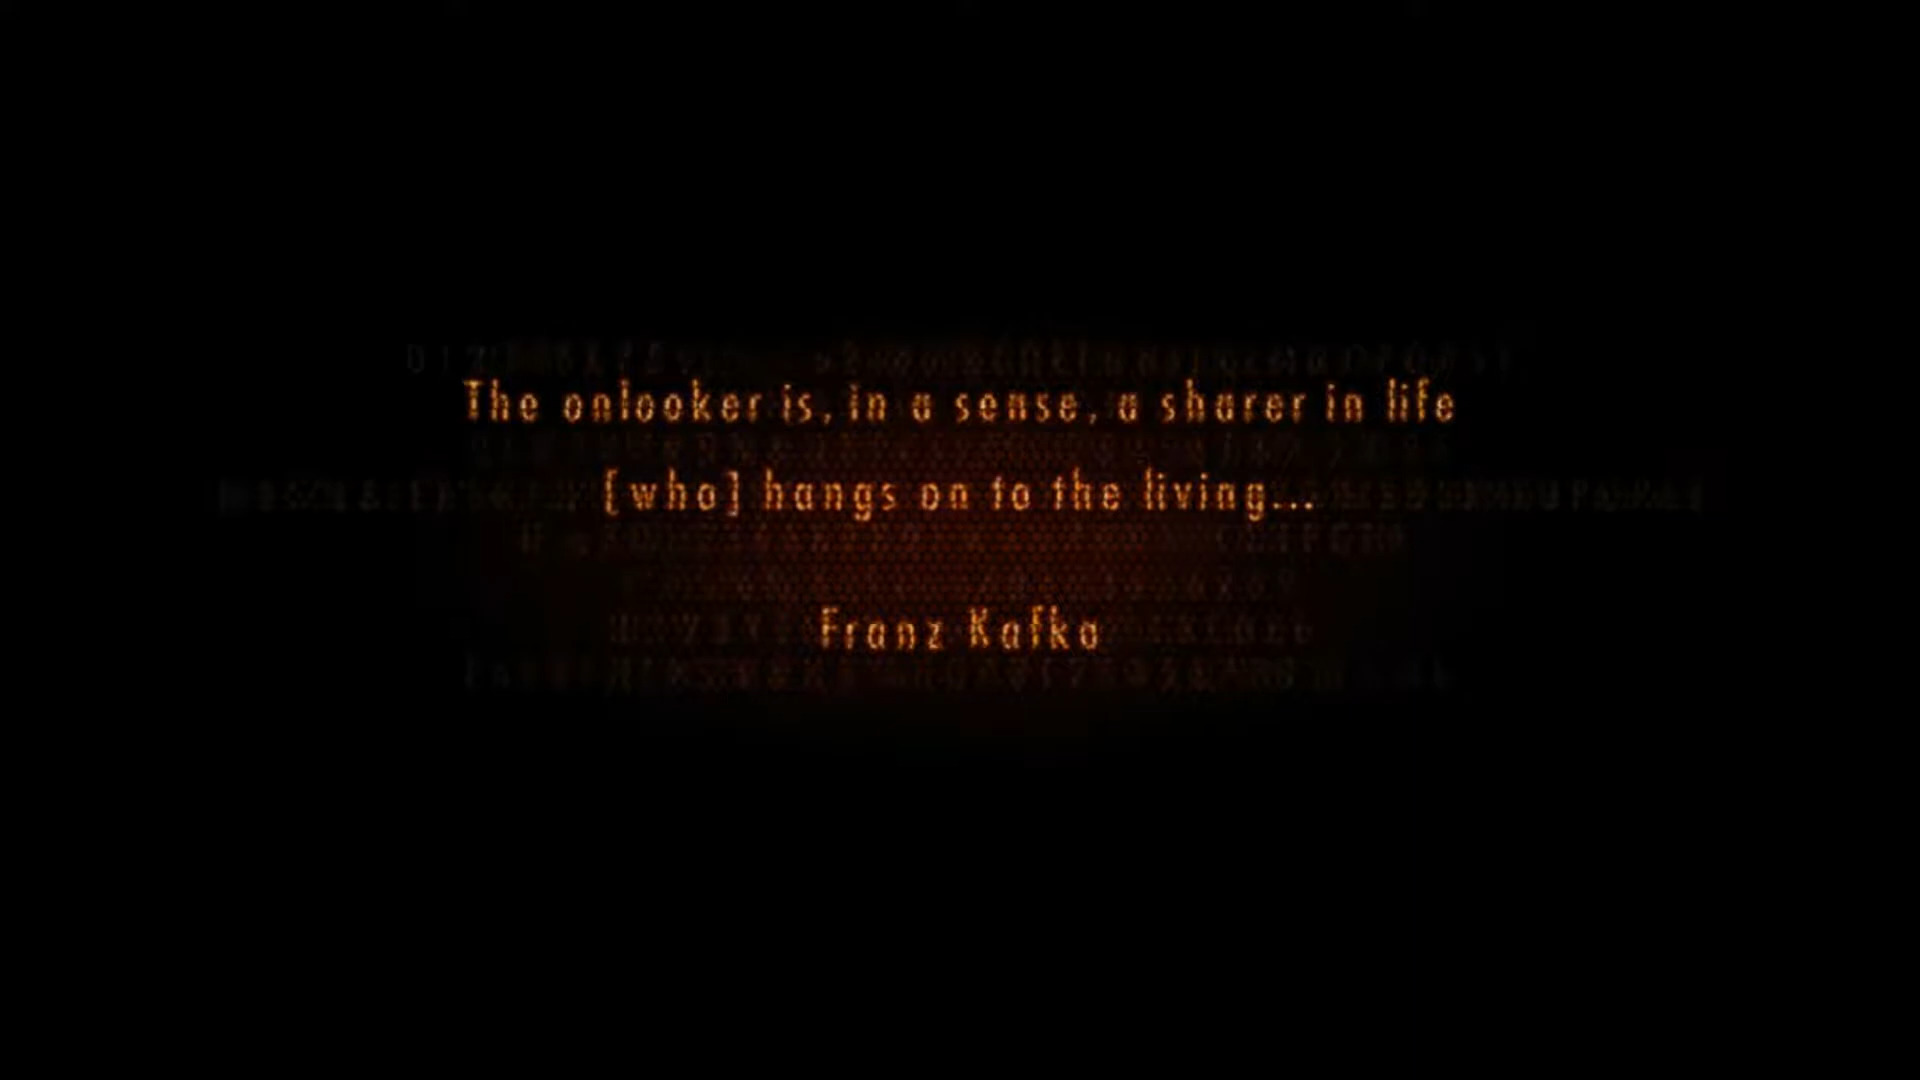 The onlooker is, in a sense, a sharer in life
[who] hangs on to the living...
Franz Kafka